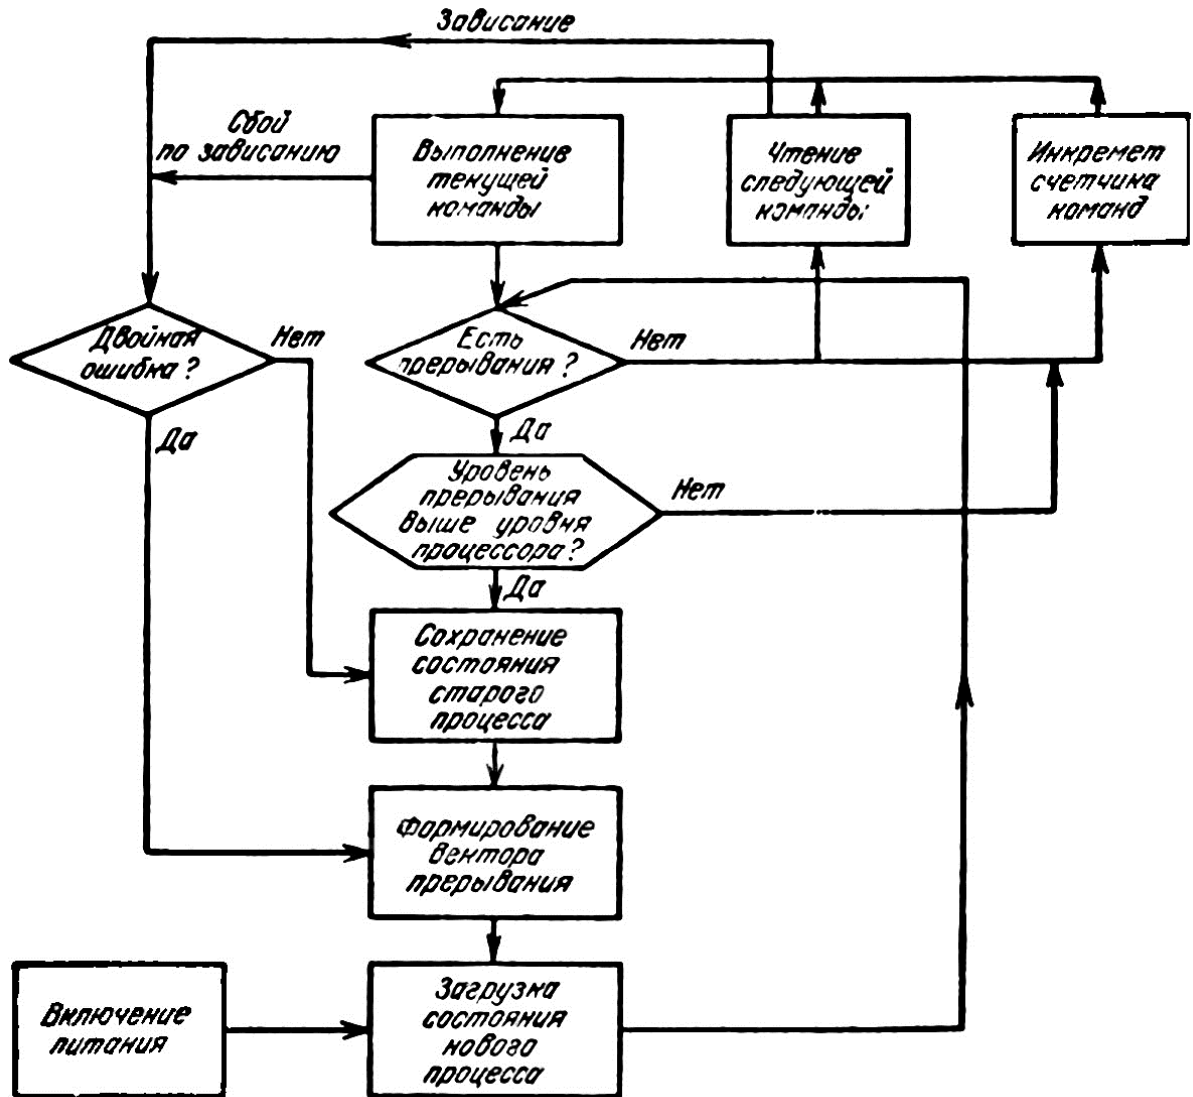 Зависание
Сбой
по зависанию
Выполнение
текущей
команды
Чтение
следующей
команды
Инкремет
счетчика
команд
Двойная
ошибка?
Нет
Да
Есть
прерывания?
Нет
Да
Уровень
прерывания
выше уровня
процессора?
Нет
Да
Сохранение
состояния
старого
процесса
Формирование
вектора
прерывания
Включение
питания
Загрузка
состояния
нового
процесса